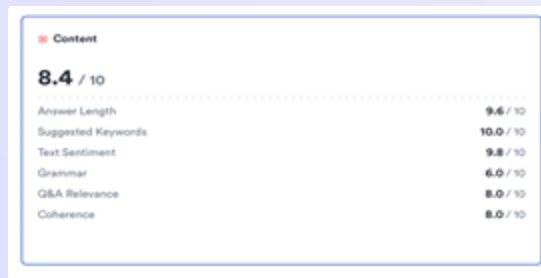 Content
8.4 / 10
Answer Length 9.6 / 10
Suggested Keywords 10.0 / 10
Text Sentiment 9.8 / 10
Grammar 6.0 / 10
Q&A Relevance 8.0 / 10
Coherence 8.0 / 10